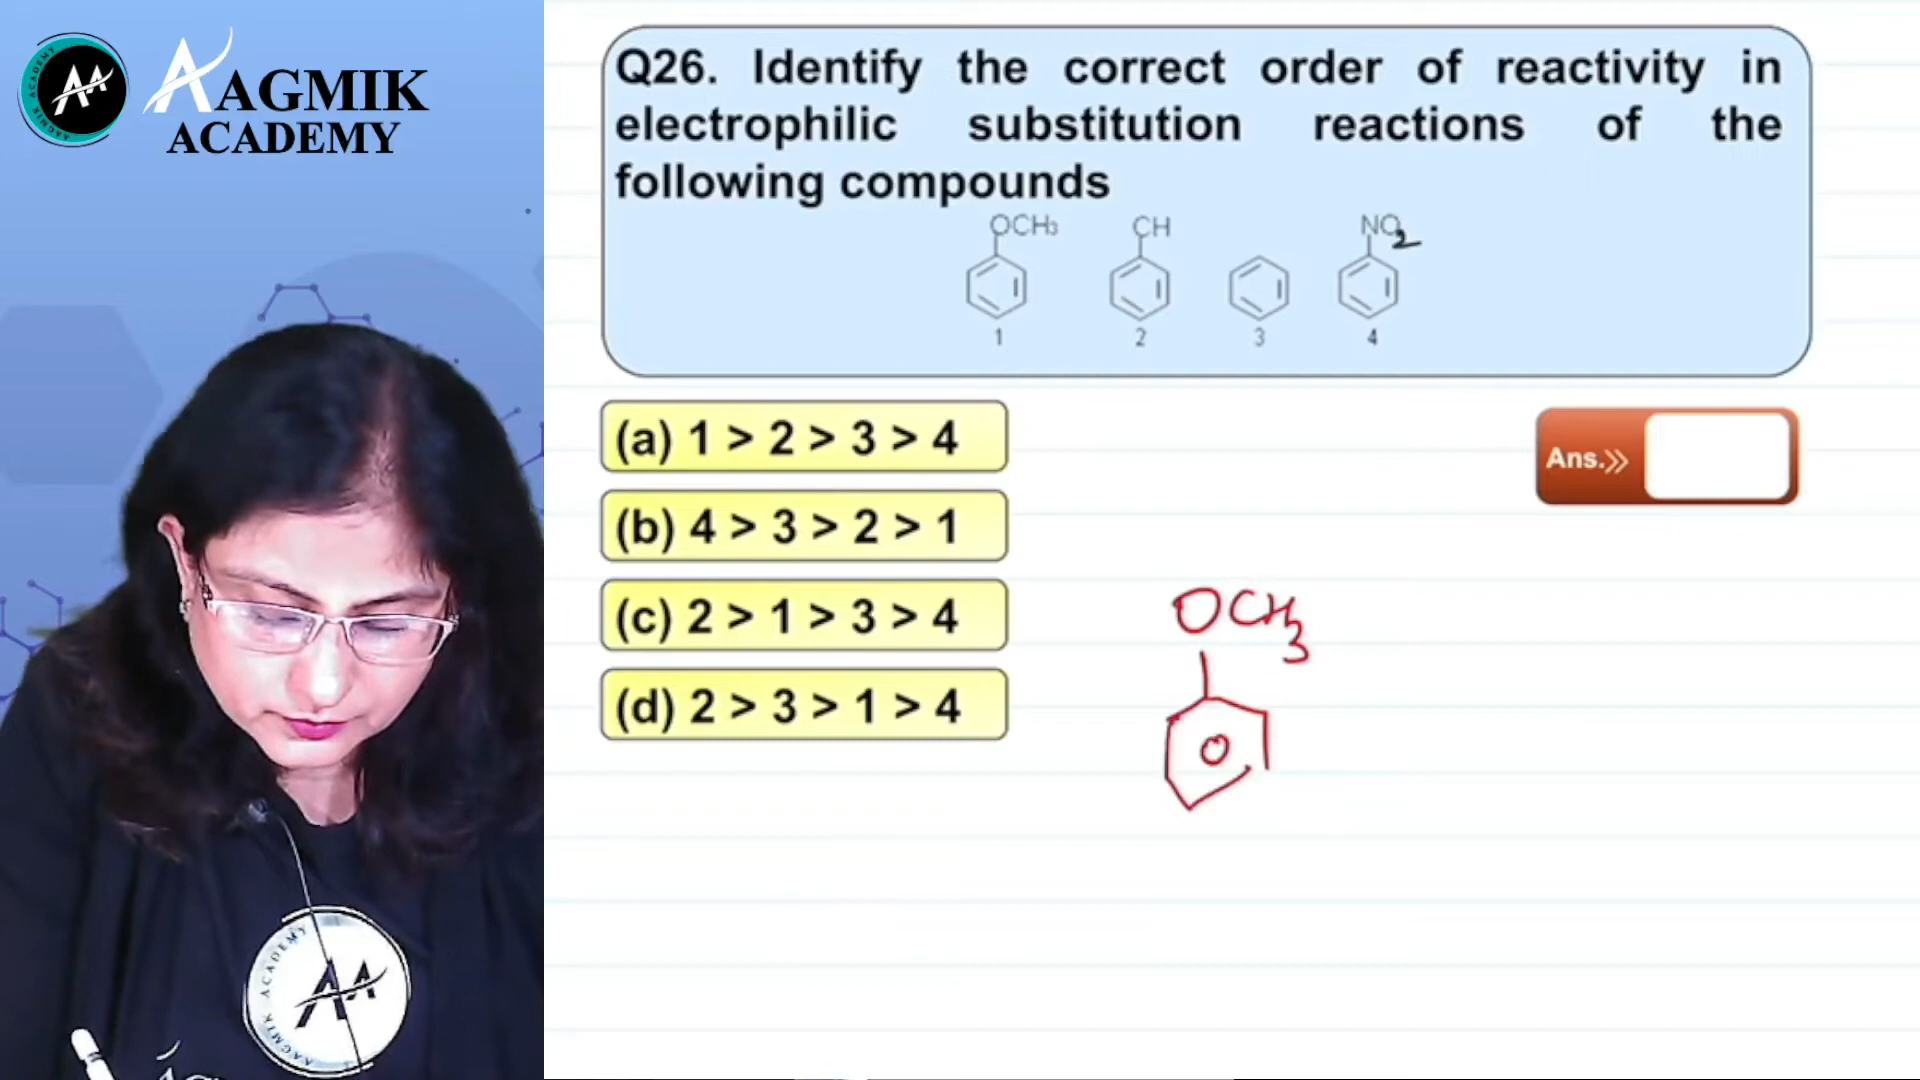 AAGMIK
ACADEMY
Q26. Identify the correct order of reactivity in
electrophilic substitution reactions of the
following compounds
OCH₃ CH NO₂
1 2 3 4
(a) 1 > 2 > 3 > 4
(b) 4 > 3 > 2 > 1
(c) 2 > 1 > 3 > 4
(d) 2 > 3 > 1 > 4
Ans.»
OCH₃
AAGMIK ACADEMY